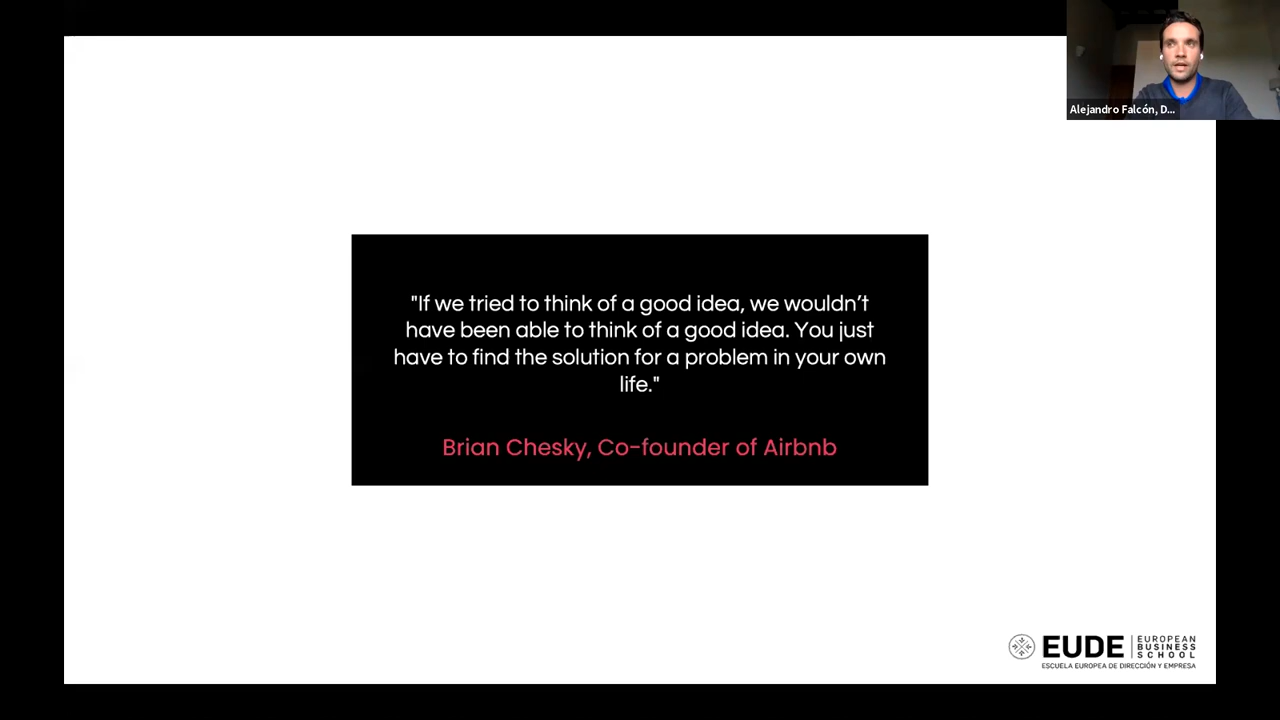 Alejandro Falcón, D...
"If we tried to think of a good idea, we wouldn’t
have been able to think of a good idea. You just
have to find the solution for a problem in your own
life."
Brian Chesky, Co-founder of Airbnb
EUDE
EUROPEAN
BUSINESS
SCHOOL
ESCUELA EUROPEA DE DIRECCIÓN Y EMPRESA